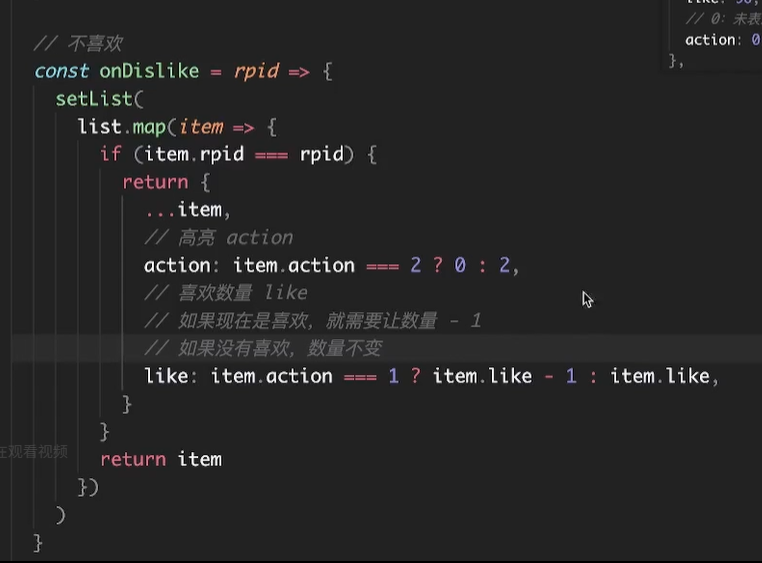 like: 98,
// 0: 未表
action: 0
},
// 不喜欢
const onDislike = rpid => {
setList(
list.map(item => {
if (item.rpid === rpid) {
return {
...item,
// 高亮 action
action: item.action === 2 ? 0 : 2,
// 喜欢数量 like
// 如果现在是喜欢，就需要让数量 - 1
// 如果没有喜欢，数量不变
like: item.action === 1 ? item.like - 1 : item.like,
}
}
在观看视频
return item
})
)
}